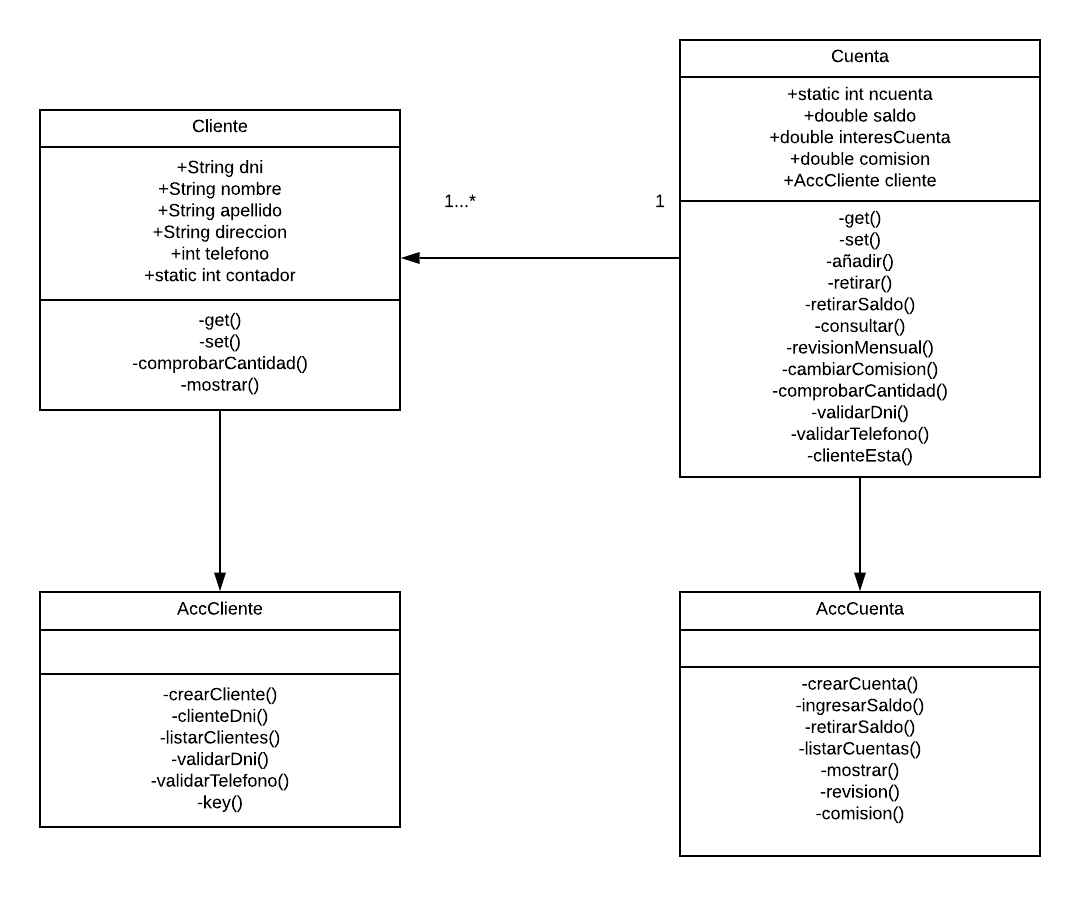 Cliente
+String dni
+String nombre
+String apellido
+String direccion
+int telefono
+static int contador
-get()
-set()
-comprobarCantidad()
-mostrar()
1...*
1
Cuenta
+static int ncuenta
+double saldo
+double interesCuenta
+double comision
+AccCliente cliente
-get()
-set()
-añadir()
-retirar()
-retirarSaldo()
-consultar()
-revisionMensual()
-cambiarComision()
-comprobarCantidad()
-validarDni()
-validarTelefono()
-clienteEsta()
AccCliente
-crearCliente()
-clienteDni()
-listarClientes()
-validarDni()
-validarTelefono()
-key()
AccCuenta
-crearCuenta()
-ingresarSaldo()
-retirarSaldo()
-listarCuentas()
-mostrar()
-revision()
-comision()